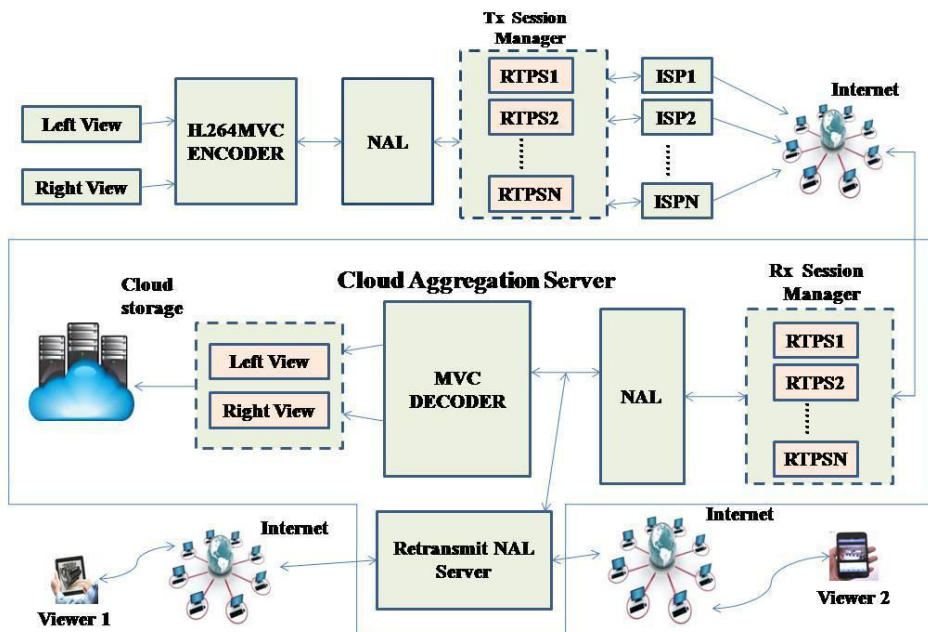 Tx Session
Manager
Left View
Right View
H.264MVC
ENCODER
NAL
RTPS1
RTPS2
RTPSN
ISP1
ISP2
ISPN
Internet
Cloud Aggregation Server
Cloud
storage
Left View
Right View
MVC
DECODER
NAL
Rx Session
Manager
RTPS1
RTPS2
RTPSN
Internet
Viewer 1
Retransmit NAL
Server
Internet
Viewer 2